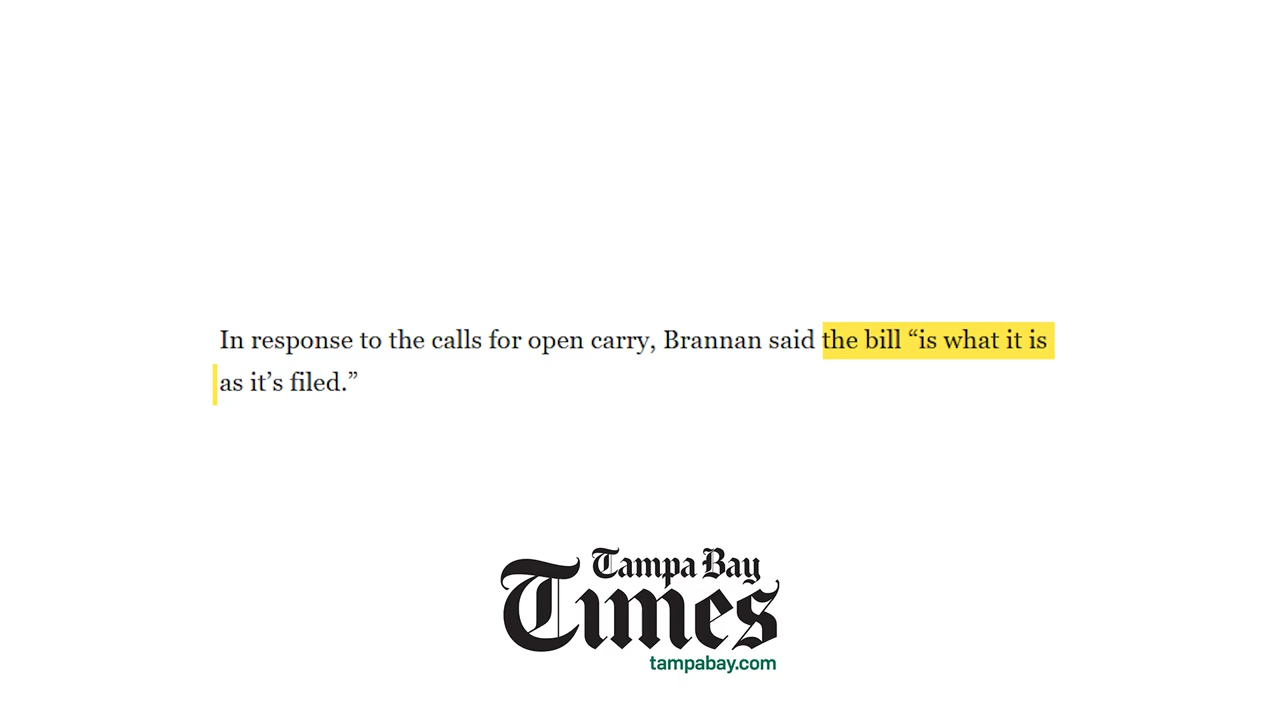 In response to the calls for open carry, Brannan said the bill “is what it is
as it’s filed.”
Tampa Bay
Times
tampabay.com